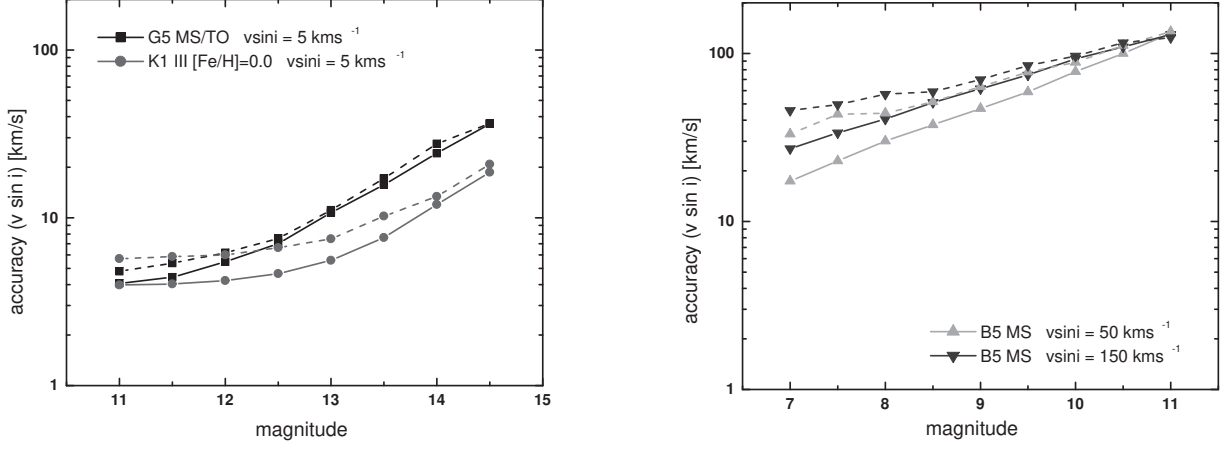 accuracy (v sin i) [km/s]
100
10
1
G5 MS/TO vsini = 5 kms -1
K1 III [Fe/H]=0.0 vsini = 5 kms -1
11 12 13 14 15
magnitude
accuracy (v sin i) [km/s]
100
10
1
B5 MS vsini = 50 kms -1
B5 MS vsini = 150 kms -1
7 8 9 10 11
magnitude